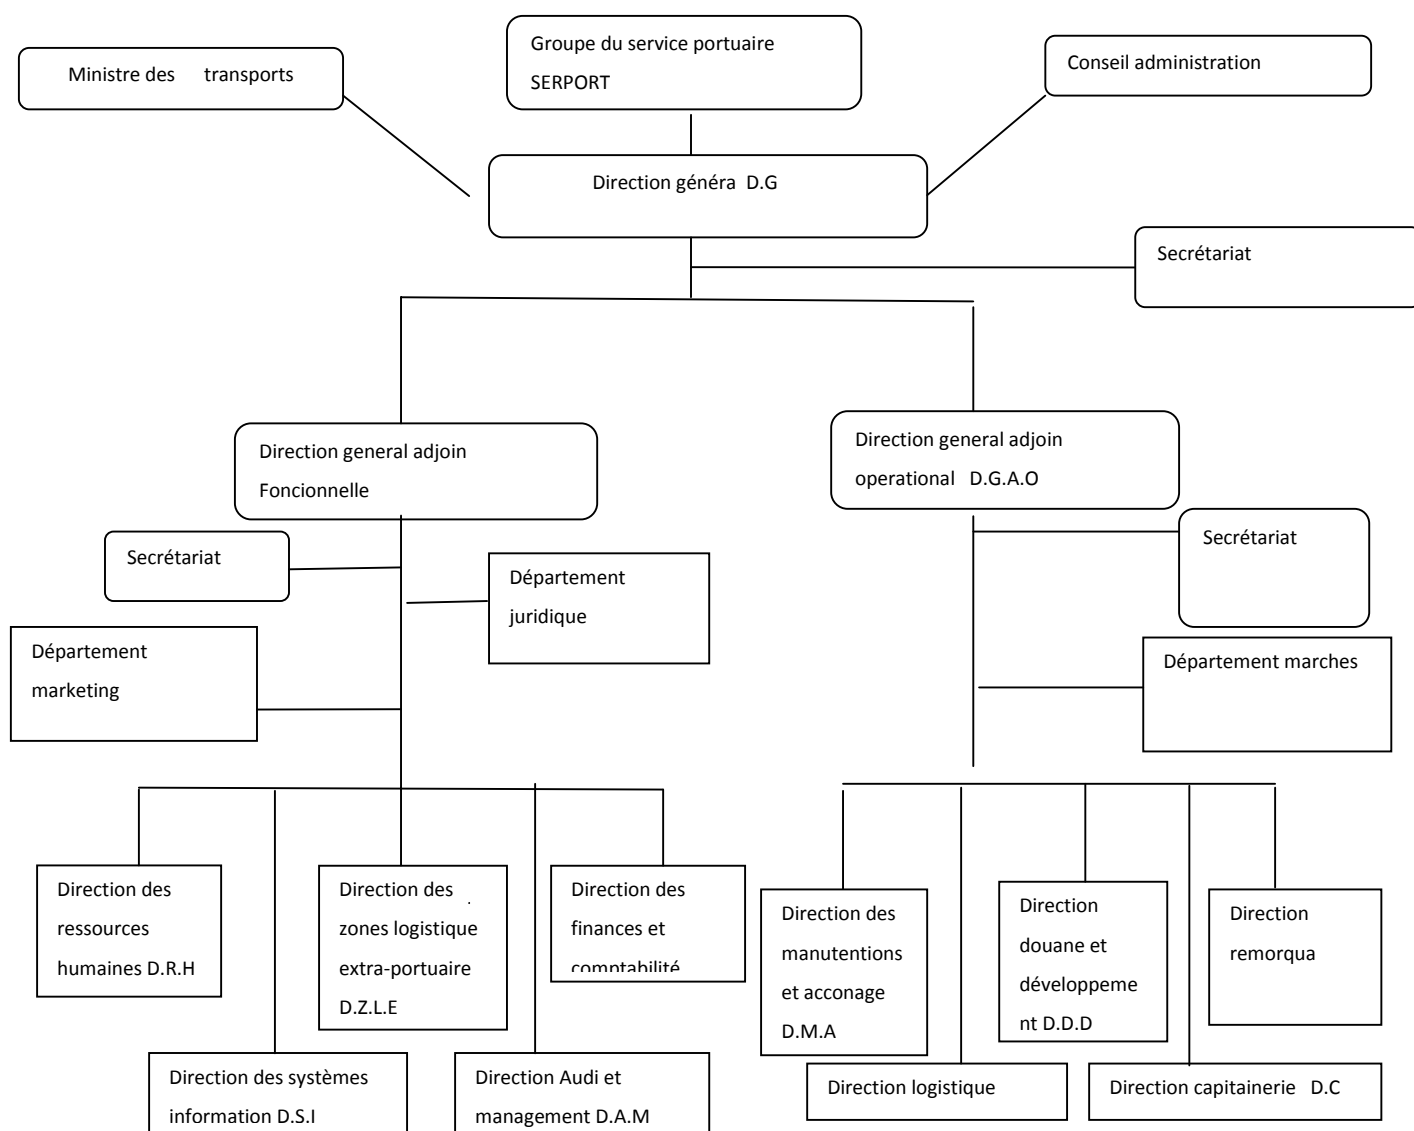 Groupe du service portuaire
SERPORT
Ministre des transports
Conseil administration
Direction généra D.G
Secrétariat
Direction general adjoin
Foncionnelle
Direction general adjoin
operational D.G.A.O
Secrétariat
Secrétariat
Département
juridique
Département
marketing
Département marches
Direction des
ressources
humaines D.R.H
Direction des
zones logistique
extra-portuaire
D.Z.L.E
Direction des
finances et
comptabilité
Direction des
manutentions
et acconage
D.M.A
Direction
douane et
développeme
nt D.D.D
Direction
remorqua
Direction des systèmes
information D.S.I
Direction Audi et
management D.A.M
Direction logistique
Direction capitainerie D.C